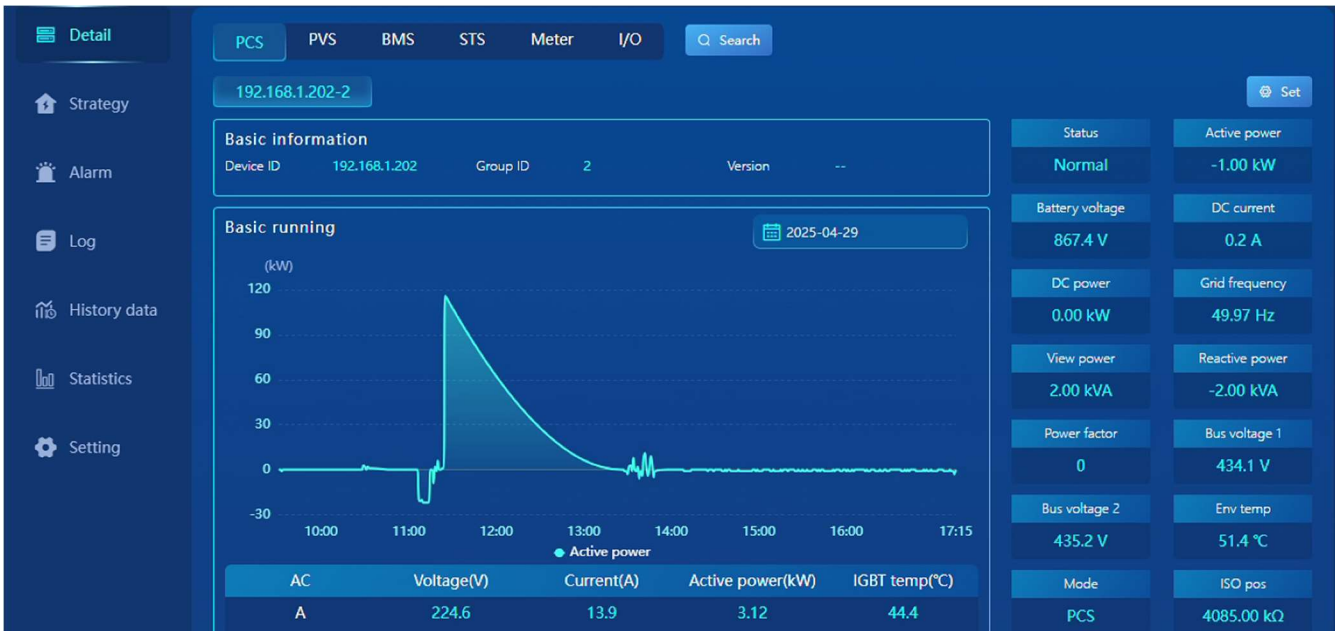 Detail
Strategy
Alarm
Log
History data
Statistics
Setting
PCS PVS BMS STS Meter I/O Search
192.168.1.202-2 Set
Basic information
Device ID 192.168.1.202 Group ID 2 Version --
Basic running 2025-04-29
(kW)
120
90
60
30
0
-30
10:00 11:00 12:00 13:00 14:00 15:00 16:00 17:15
Active power
AC Voltage(V) Current(A) Active power(kW) IGBT temp(℃)
A 224.6 13.9 3.12 44.4
Status Active power
Normal -1.00 kW
Battery voltage DC current
867.4 V 0.2 A
DC power Grid frequency
0.00 kW 49.97 Hz
View power Reactive power
2.00 kVA -2.00 kVA
Power factor Bus voltage 1
0 434.1 V
Bus voltage 2 Env temp
435.2 V 51.4 ℃
Mode ISO pos
PCS 4085.00 kΩ